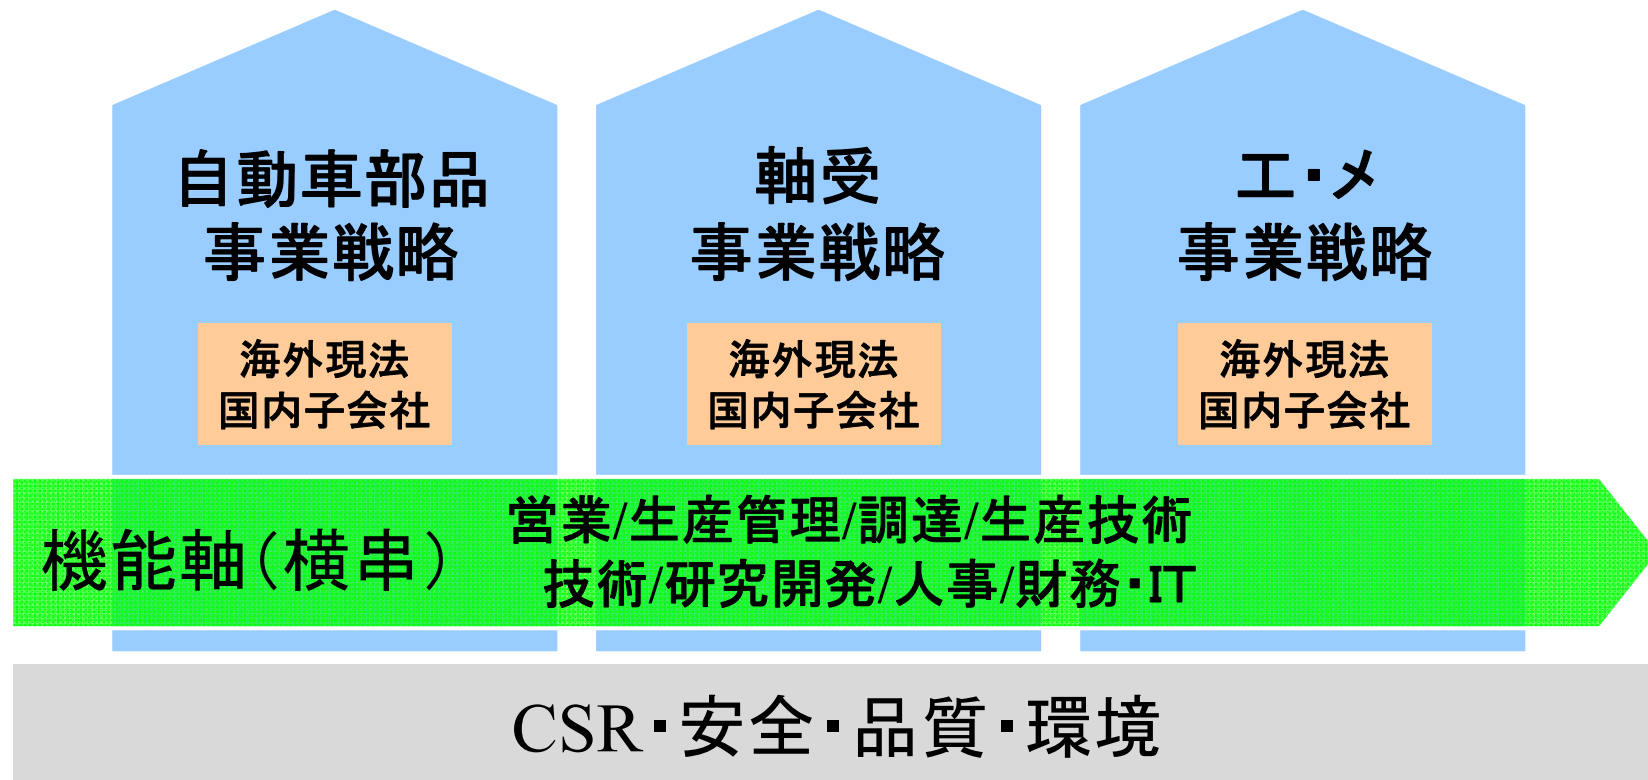 自動車部品
事業戦略
海外現法
国内子会社
軸受
事業戦略
海外現法
国内子会社
工・メ
事業戦略
海外現法
国内子会社
機能軸（横串）
営業/生産管理/調達/生産技術
技術/研究開発/人事/財務・IT
CSR・安全・品質・環境